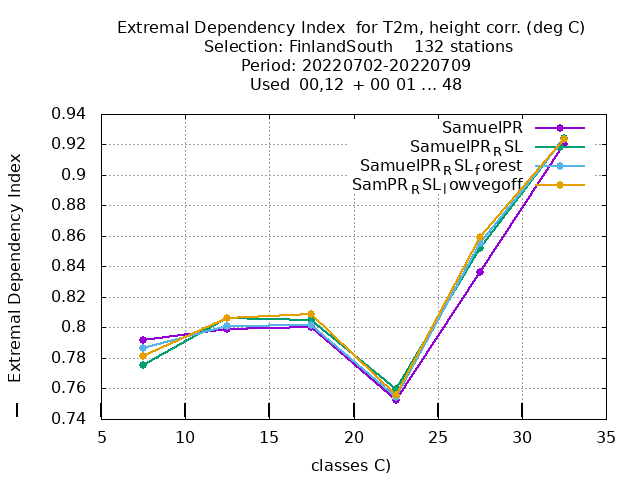 Extremal Dependency Index for T2m, height corr. (deg C)
Selection: FinlandSouth 132 stations
Period: 20220702-20220709
Used 00,12 + 00 01 ... 48
Extremal Dependency Index
0.94
0.92
0.9
0.88
0.86
0.84
0.82
0.8
0.78
0.76
0.74
SamuelPR
SamuelPR_RSL
SamuelPR_RSL_forest
SamPR_RSL_lowvegoff
5 10 15 20 25 30 35
classes C)